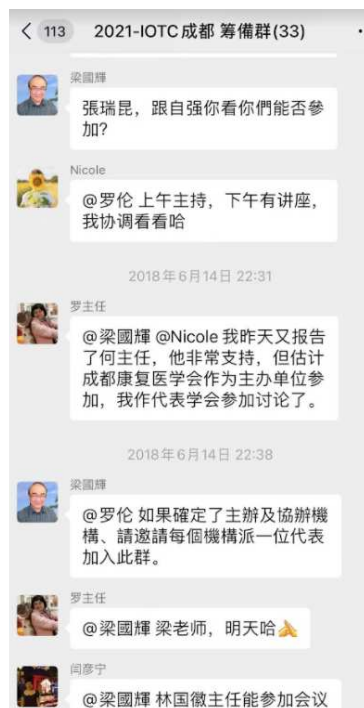 113 2021-IOTC成都 筹備群(33)
梁國輝
張瑞昆，跟自强你看你們能否參
加?
Nicole
@罗伦 上午主持，下午有讲座，
我协调看看哈
2018年6月14日 22:31
罗主任
@梁國輝 @Nicole 我昨天又报告
了何主任，他非常支持，但估计
成都康复医学会作为主办单位参
加，我作代表学会参加讨论了。
2018年6月14日 22:38
梁國輝
@罗伦 如果確定了主辦及協辦機
構、請邀請每個機構派一位代表
加入此群。
罗主任
@梁國輝 梁老师，明天哈
闫彦宁
@梁國輝 林国徽主任能参加会议